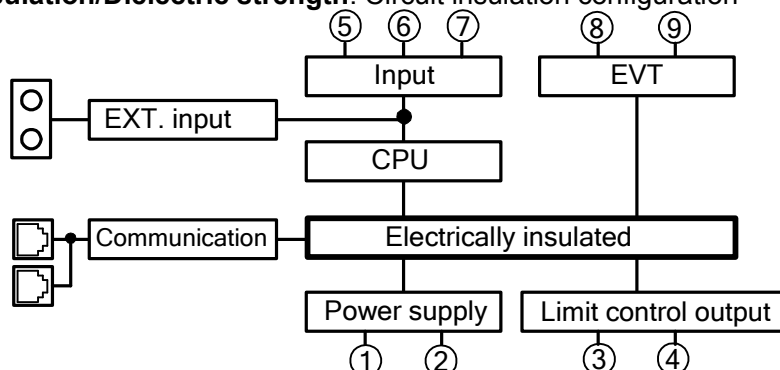 ulation/Dielectric strength: Circuit insulation configuration
5 6 7 8 9
Input EVT
EXT. input
CPU
Communication Electrically insulated
Power supply Limit control output
1 2 3 4